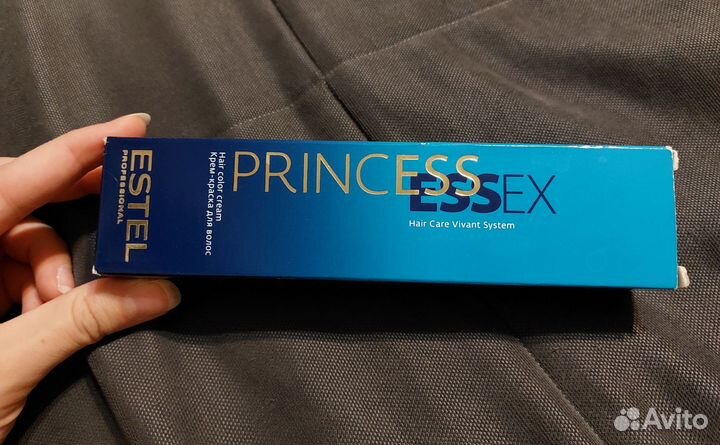 ESTEL
PROFESSIONAL
Hair color cream
Крем-краска для волос
PRINCESS
ESSEX
Hair Care Vivant System
Avito